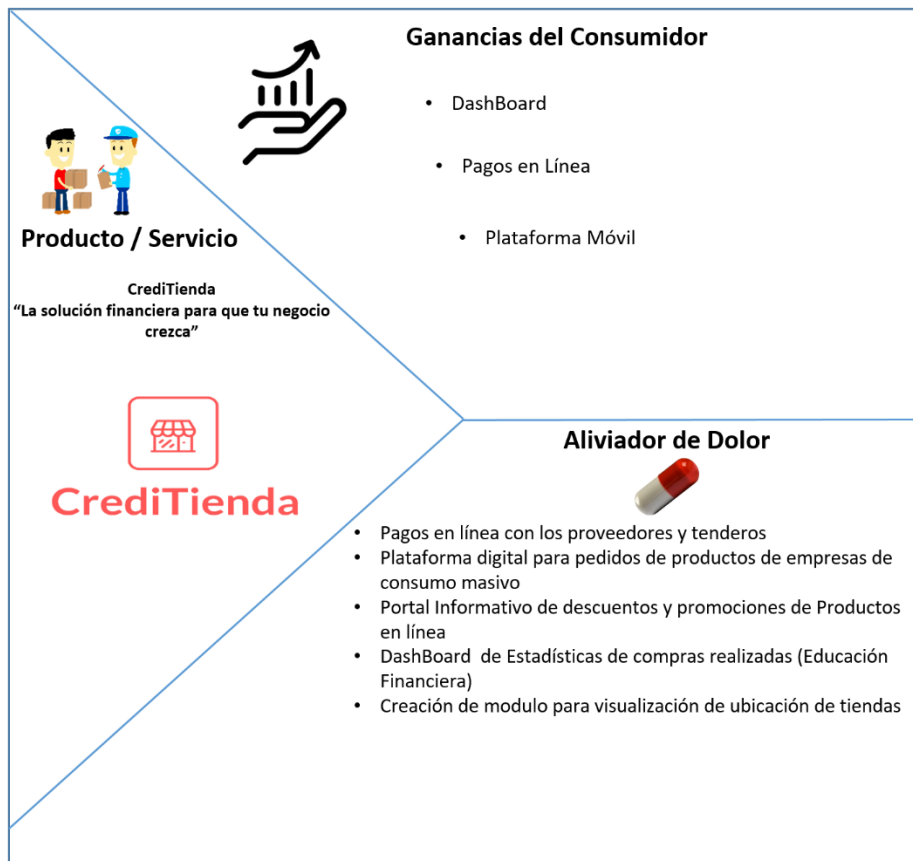 Ganancias del Consumidor
• DashBoard
• Pagos en Línea
• Plataforma Móvil
Producto / Servicio
CrediTienda
“La solución financiera para que tu negocio
crezca”
CrediTienda
Aliviador de Dolor
• Pagos en línea con los proveedores y tenderos
• Plataforma digital para pedidos de productos de empresas de
consumo masivo
• Portal Informativo de descuentos y promociones de Productos
en línea
• DashBoard de Estadísticas de compras realizadas (Educación
Financiera)
• Creación de modulo para visualización de ubicación de tiendas